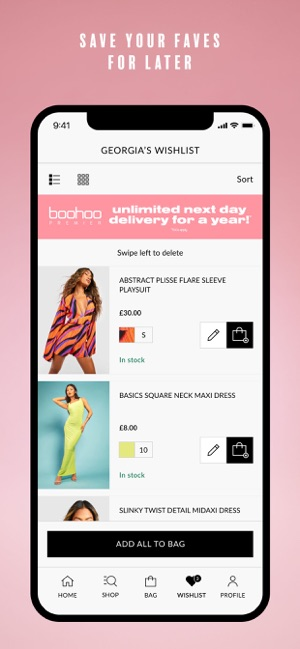 SAVE YOUR FAVES
FOR LATER
9:41
GEORGIA'S WISHLIST
Sort
boohoo
PREMIER
unlimited next day
delivery for a year!*
Swipe left to delete
ABSTRACT PLISSE FLARE SLEEVE
PLAYSUIT
£30.00
S
In stock
BASICS SQUARE NECK MAXI DRESS
£8.00
10
In stock
SLINKY TWIST DETAIL MIDAXI DRESS
ADD ALL TO BAG
HOME
SHOP
BAG
WISHLIST
PROFILE